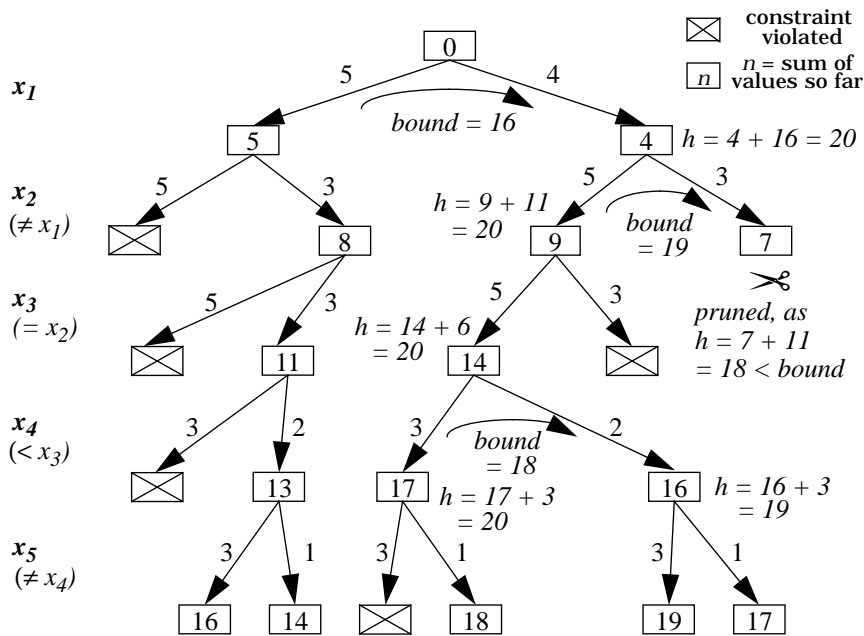 constraint
violated
n
n = sum of
values so far
0
x1
5
4
bound = 16
5
4
h = 4 + 16 = 20
x2
(≠ x1)
5
3
5
3
h = 9 + 11
= 20
bound
= 19
8
9
7
x3
(= x2)
5
3
5
3
h = 14 + 6
= 20
pruned, as
h = 7 + 11
= 18 < bound
11
14
x4
(< x3)
3
2
3
2
bound
= 18
13
17
16
h = 17 + 3
= 20
h = 16 + 3
= 19
x5
(≠ x4)
3
1
3
1
3
1
16
14
18
19
17